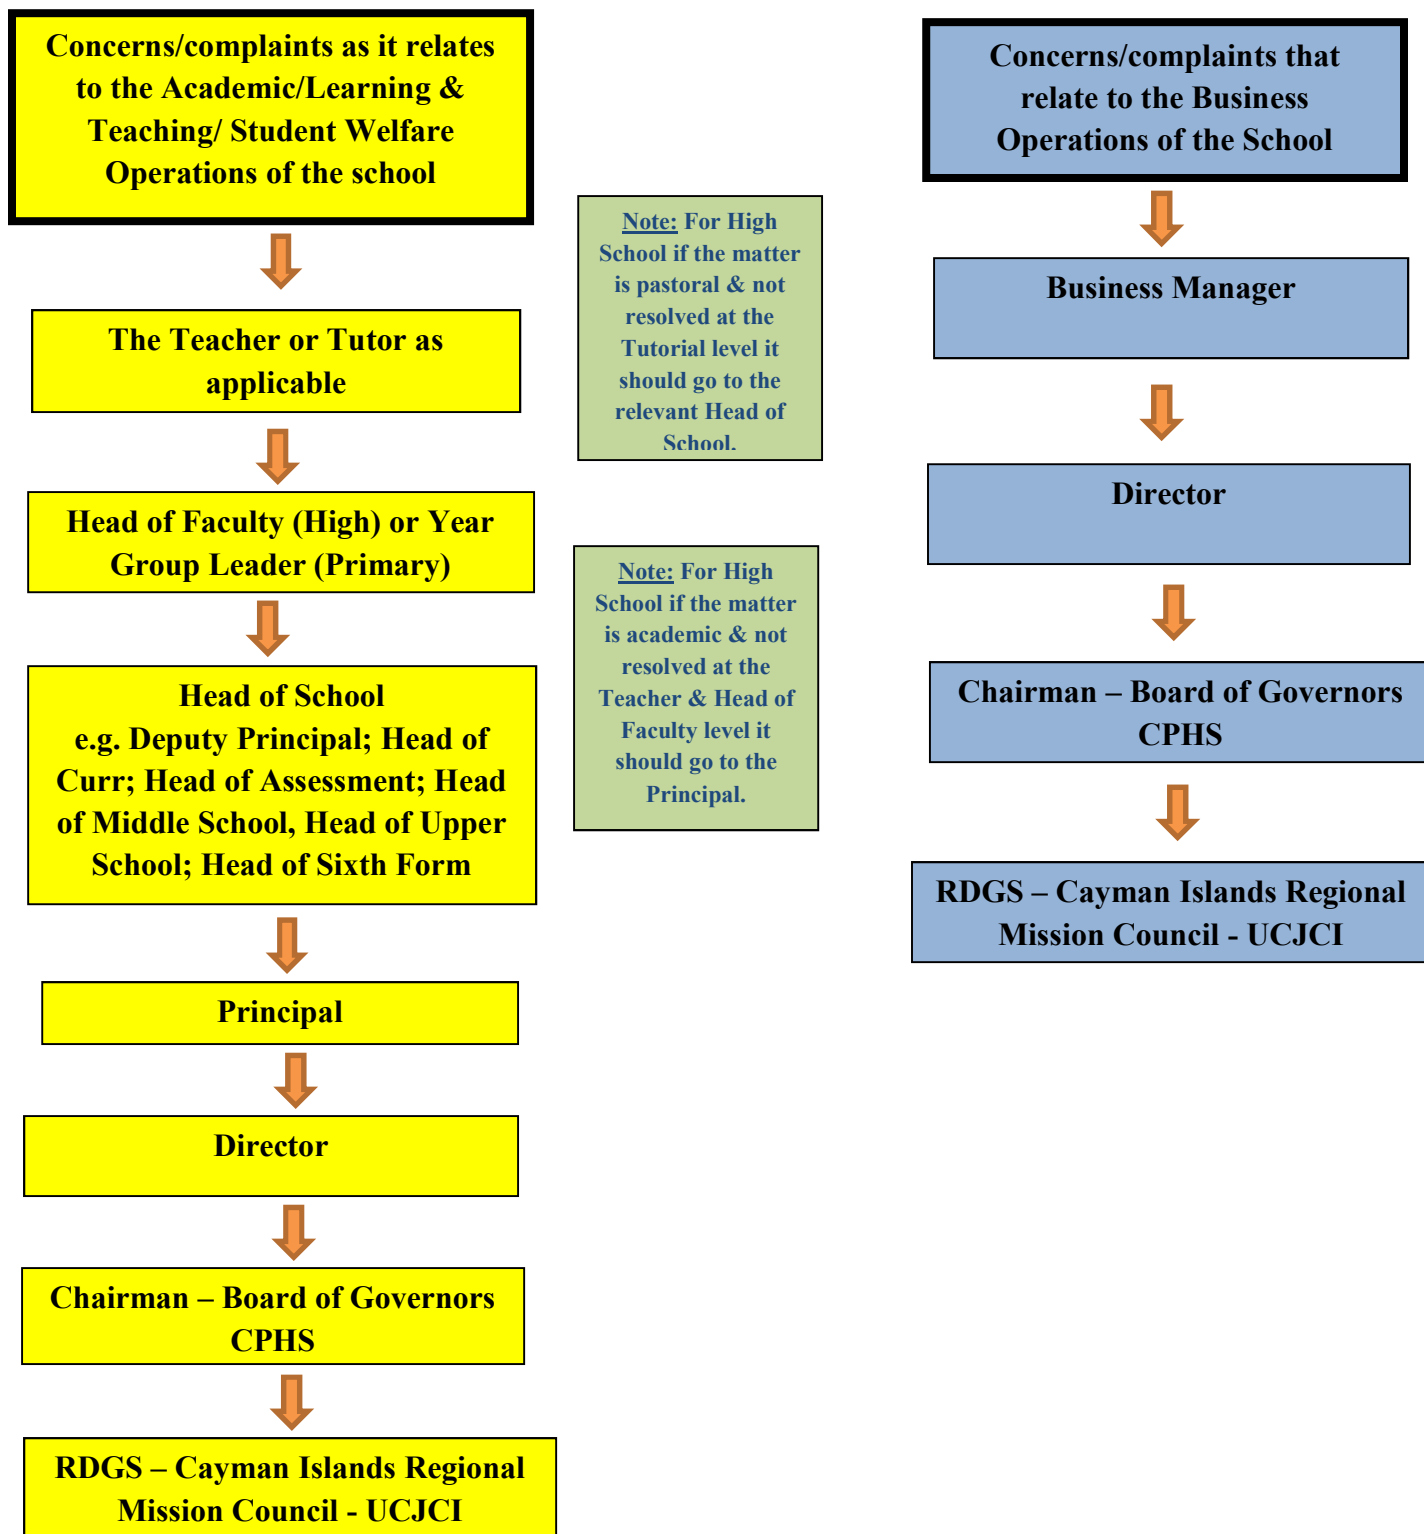 Concerns/complaints as it relates
to the Academic/Learning &
Teaching/ Student Welfare
Operations of the school
The Teacher or Tutor as
applicable
Head of Faculty (High) or Year
Group Leader (Primary)
Head of School
e.g. Deputy Principal; Head of
Curr; Head of Assessment; Head
of Middle School, Head of Upper
School; Head of Sixth Form
Principal
Director
Chairman – Board of Governors
CPHS
RDGS – Cayman Islands Regional
Mission Council - UCJCI
Note: For High
School if the matter
is pastoral & not
resolved at the
Tutorial level it
should go to the
relevant Head of
School.
Note: For High
School if the matter
is academic & not
resolved at the
Teacher & Head of
Faculty level it
should go to the
Principal.
Concerns/complaints that
relate to the Business
Operations of the School
Business Manager
Director
Chairman – Board of Governors
CPHS
RDGS – Cayman Islands Regional
Mission Council - UCJCI